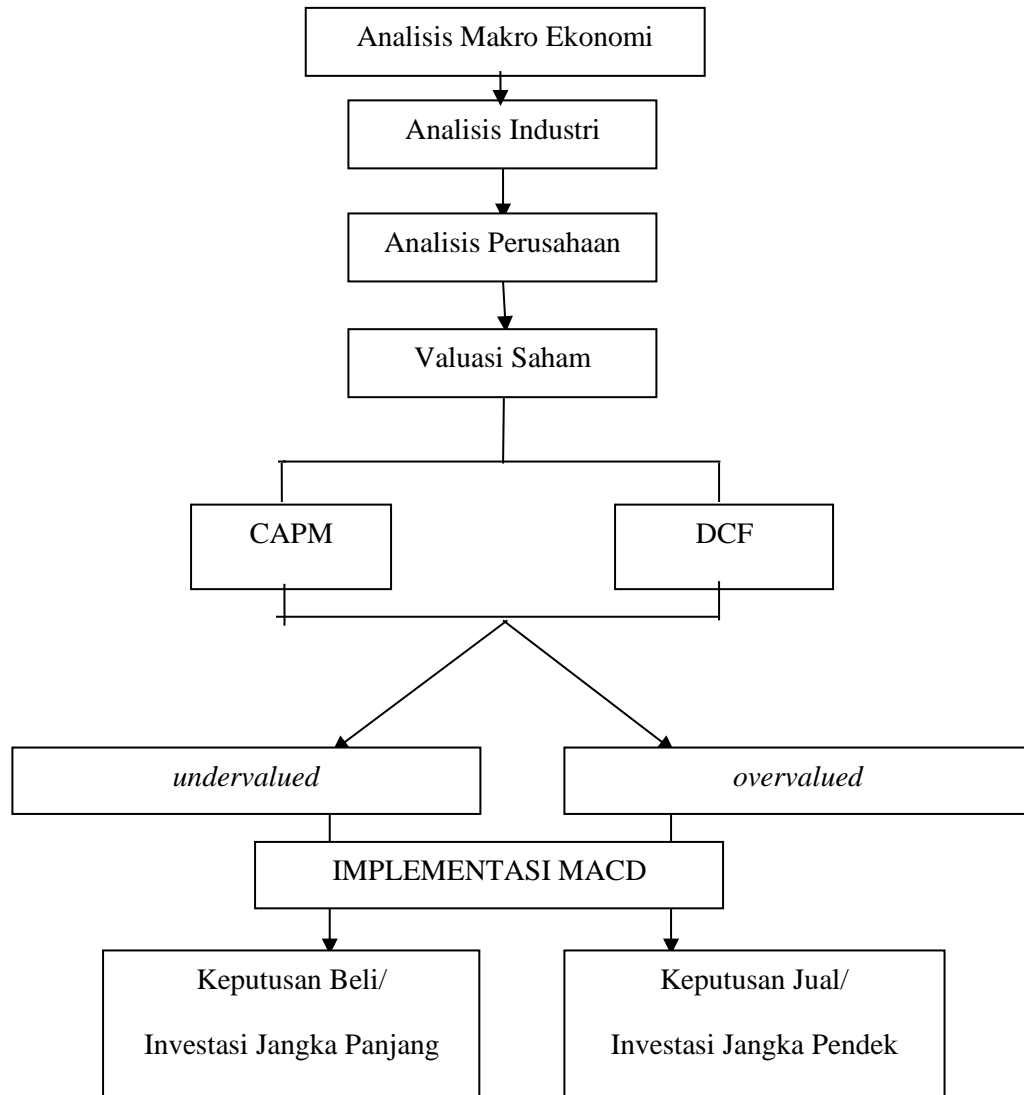 Analisis Makro Ekonomi
Analisis Industri
Analisis Perusahaan
Valuasi Saham
CAPM
DCF
undervalued
overvalued
IMPLEMENTASI MACD
Keputusan Beli/
Investasi Jangka Panjang
Keputusan Jual/
Investasi Jangka Pendek